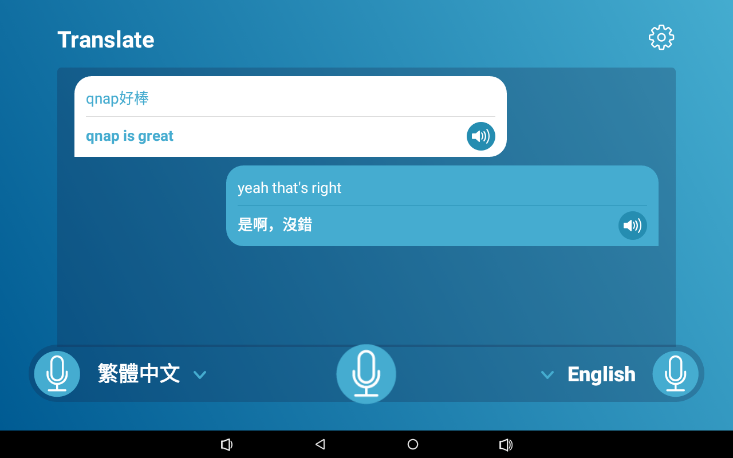 Translate
qnap好棒
qnap is great
yeah that's right
是啊，沒錯
繁體中文
English